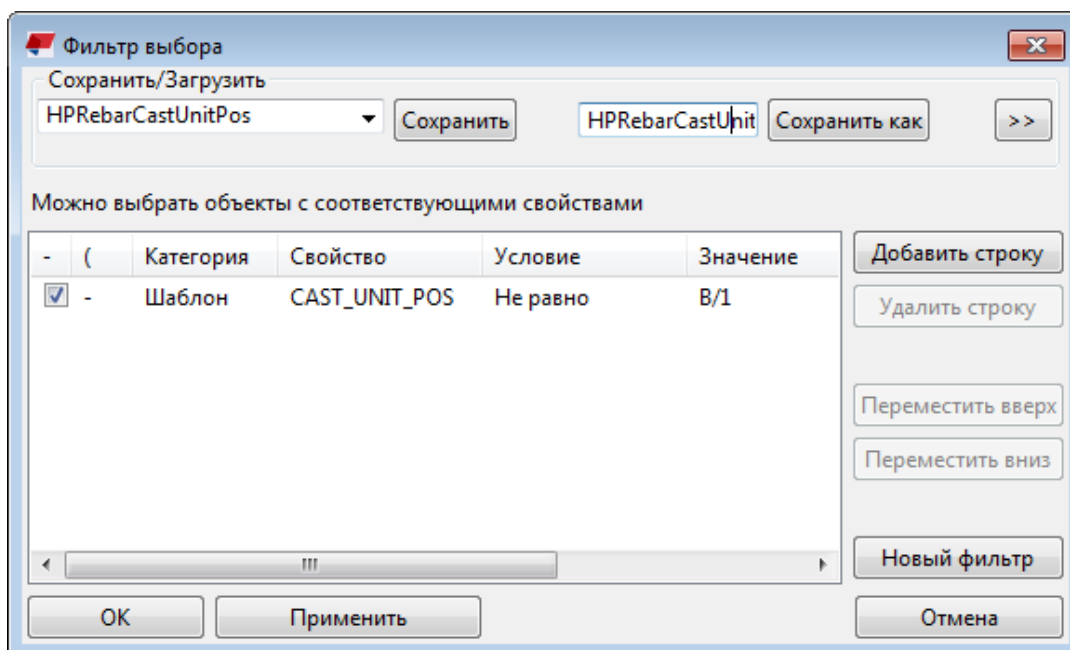 Фильтр выбора
Сохранить/Загрузить
HPRebarCastUnitPos Сохранить HPRebarCastUnit Сохранить как >>
Можно выбрать объекты с соответствующими свойствами
- ( Категория Свойство Условие Значение
- Шаблон CAST_UNIT_POS Не равно B/1
Добавить строку
Удалить строку
Переместить вверх
Переместить вниз
Новый фильтр
OK Применить Отмена